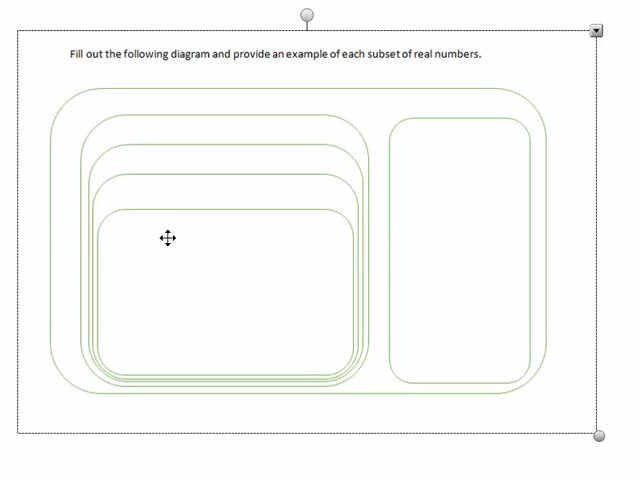 Fill out the following diagram and provide an example of each subset of real numbers.